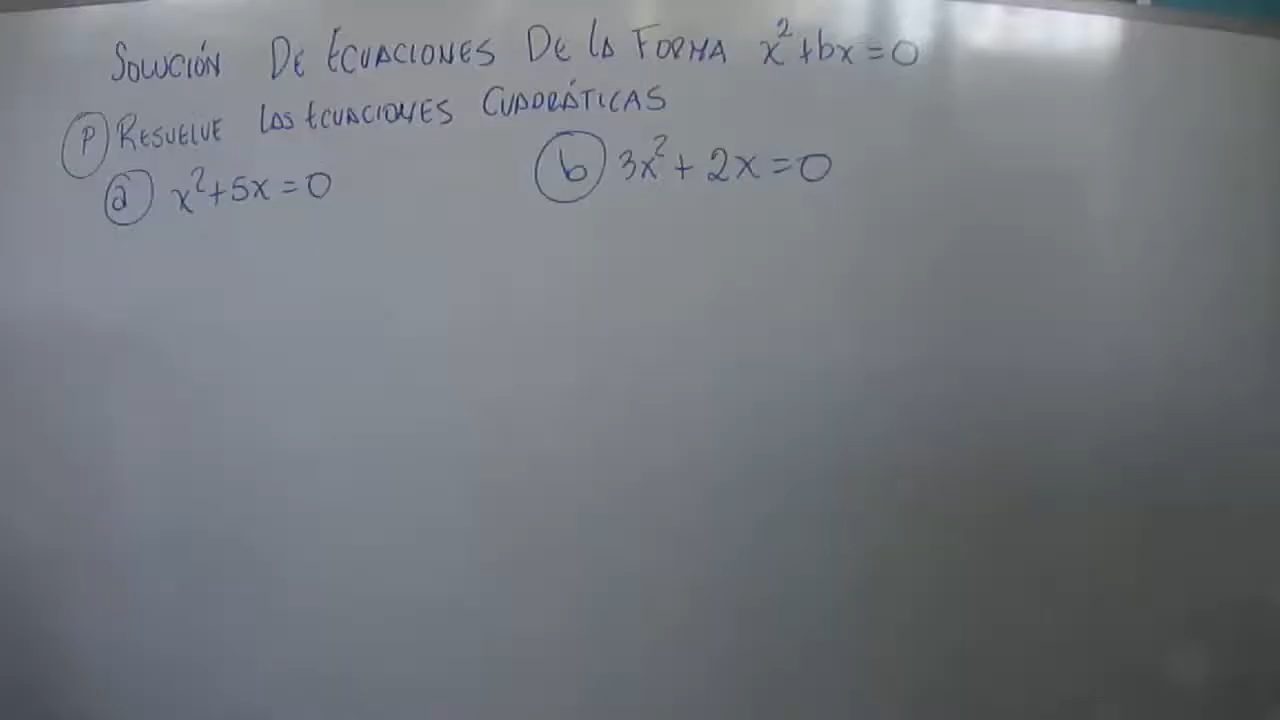 SOLUCIÓN DE ECUACIONES DE LA FORMA x²+bx=0
P RESUELVE LAS ECUACIONES CUADRÁTICAS
a x²+5x=0
b 3x²+2x=0